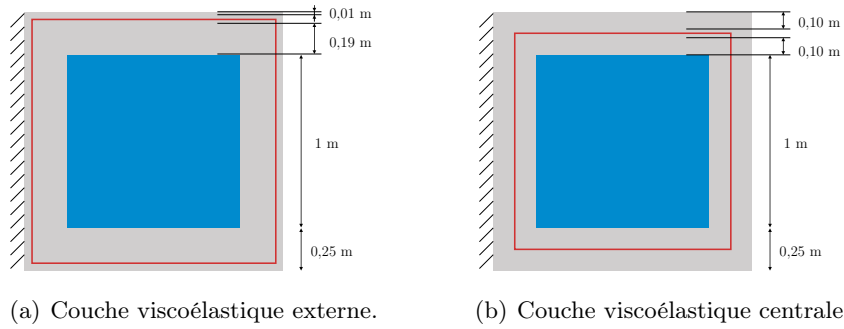 0,01 m
0,19 m
1 m
0,25 m
(a) Couche viscoélastique externe.
0,10 m
0,10 m
1 m
0,25 m
(b) Couche viscoélastique centrale